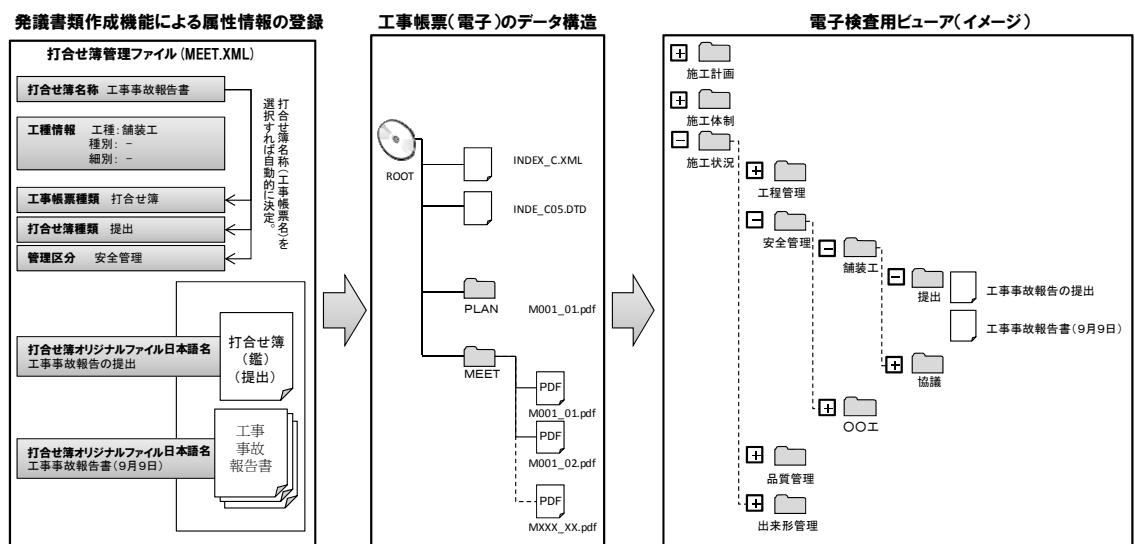 発議書類作成機能による属性情報の登録
打合せ簿管理ファイル(MEET.XML)
打合せ簿名称 工事事故報告書
工種情報 工種:舗装工
種別: -
細別: -
工事帳票種類 打合せ簿
打合せ簿種類 提出
管理区分 安全管理
打合せ簿名称(工事帳票名)を
選択すれば自動的に決定。
打合せ簿オリジナルファイル日本語名
工事事故報告の提出
打合せ簿
(鑑)
(提出)
打合せ簿オリジナルファイル日本語名
工事事故報告書(9月9日)
工事
事故
報告書
工事帳票(電子)のデータ構造
ROOT
INDEX_C.XML
INDE_C05.DTD
PLAN
M001_01.pdf
MEET
PDF
M001_01.pdf
PDF
M001_02.pdf
PDF
MXXX_XX.pdf
電子検査用ビューア(イメージ)
施工計画
施工体制
施工状況
工程管理
安全管理
舗装工
提出
工事事故報告の提出
工事事故報告書(9月9日)
協議
○○工
品質管理
出来形管理